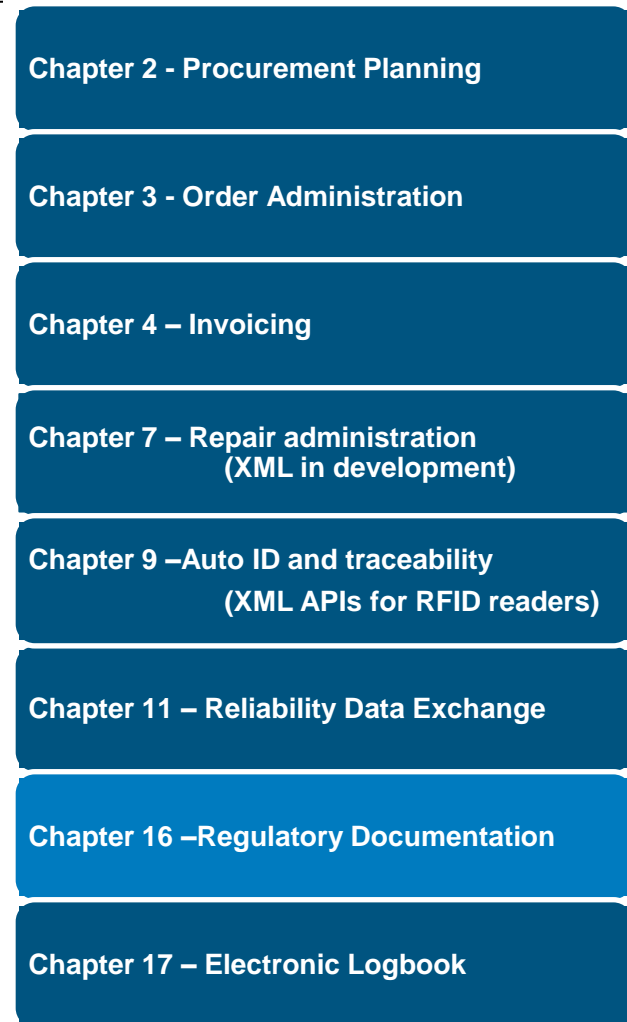 Chapter 2 - Procurement Planning
Chapter 3 - Order Administration
Chapter 4 – Invoicing
Chapter 7 – Repair administration
(XML in development)
Chapter 9 –Auto ID and traceability
(XML APIs for RFID readers)
Chapter 11 – Reliability Data Exchange
Chapter 16 –Regulatory Documentation
Chapter 17 – Electronic Logbook